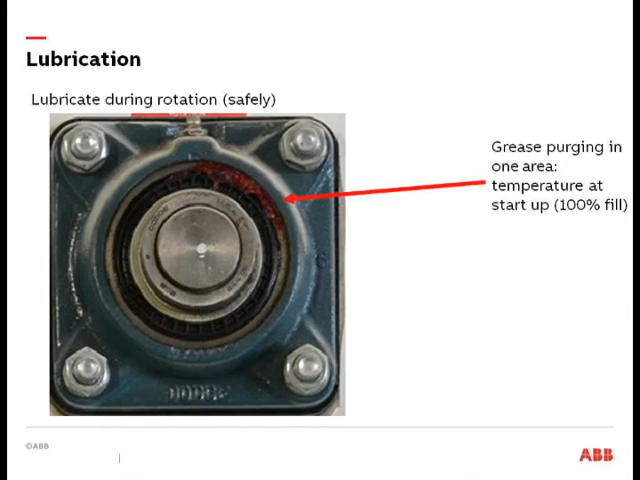 Lubrication
Lubricate during rotation (safely)
Grease purging in
one area:
temperature at
start up (100% fill)
©ABB
ABB